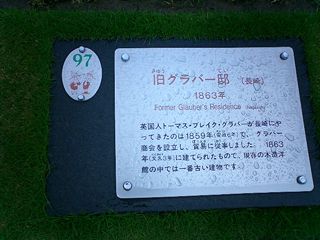 97
旧グラバー邸 (長崎)
1863年
Former Glauber's Residence (Nagasaki)
英国人トーマス・ブレイク・グラバーが長崎にや
ってきたのは1859年(安政6年)で、グラバー
商会を設立し、貿易に従事しました。1863
年(文久3年)に建てられたもので、現存の木造洋
館の中では一番古い建物です。